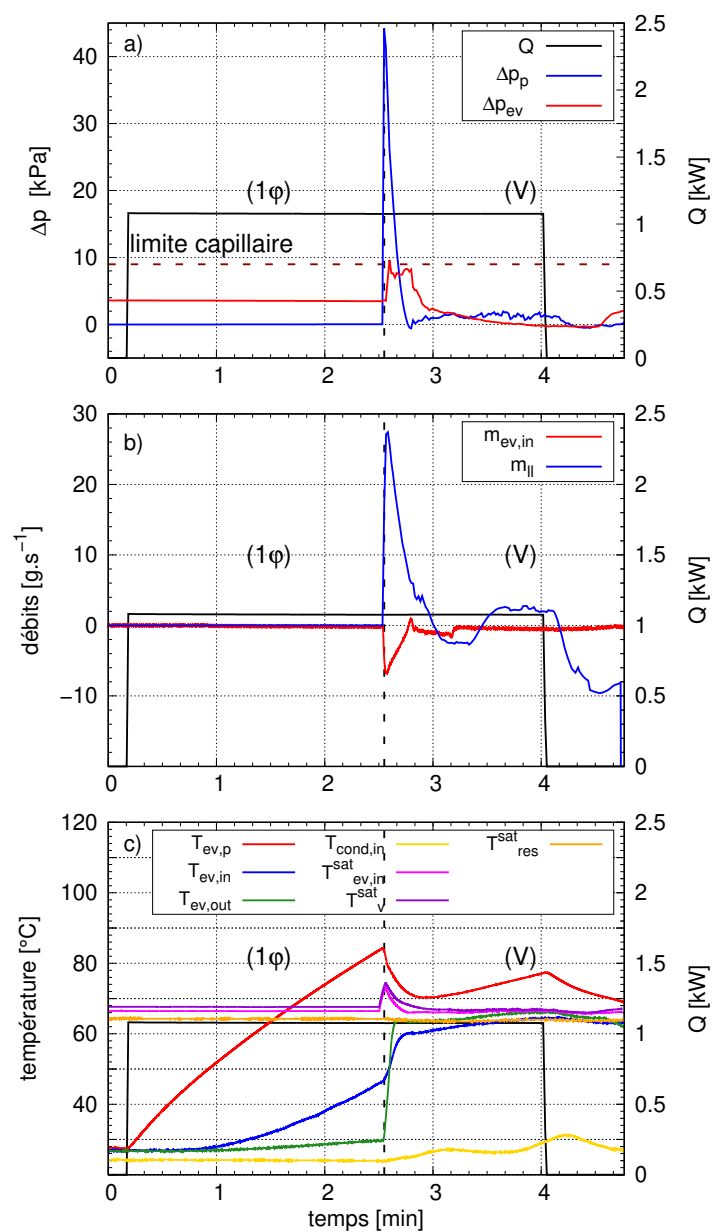 a)
Q
Δp_p
Δp_ev
Δp [kPa]
40
30
20
10
0
2.5
2
1.5
1
0.5
0
Q [kW]
(1φ)
(V)
limite capillaire
0 1 2 3 4
temps [min]
b)
m_ev,in
m_ll
débits [g.s⁻¹]
30
20
10
0
−10
2.5
2
1.5
1
0.5
0
Q [kW]
(1φ)
(V)
0 1 2 3 4
temps [min]
c)
T_ev,p
T_ev,in
T_ev,out
T_cond,in
T^sat_ev,in
T^sat_v
T^sat_res
température [°C]
120
100
80
60
40
2.5
2
1.5
1
0.5
0
Q [kW]
(1φ)
(V)
0 1 2 3 4
temps [min]